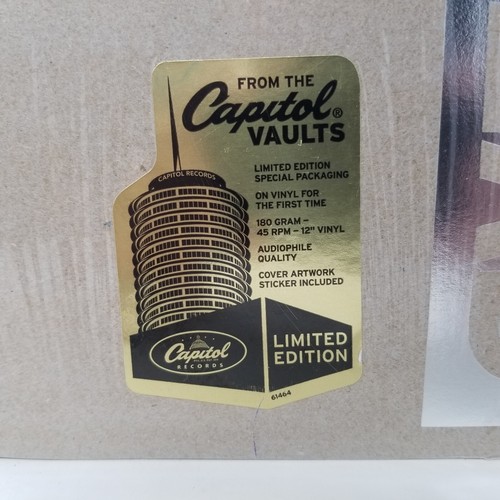 FROM THE
Capitol®
VAULTS
LIMITED EDITION
SPECIAL PACKAGING
ON VINYL FOR
THE FIRST TIME
180 GRAM –
45 RPM – 12" VINYL
AUDIOPHILE
QUALITY
COVER ARTWORK
STICKER INCLUDED
CAPITOL RECORDS
Capitol
RECORDS
LIMITED
EDITION
61464